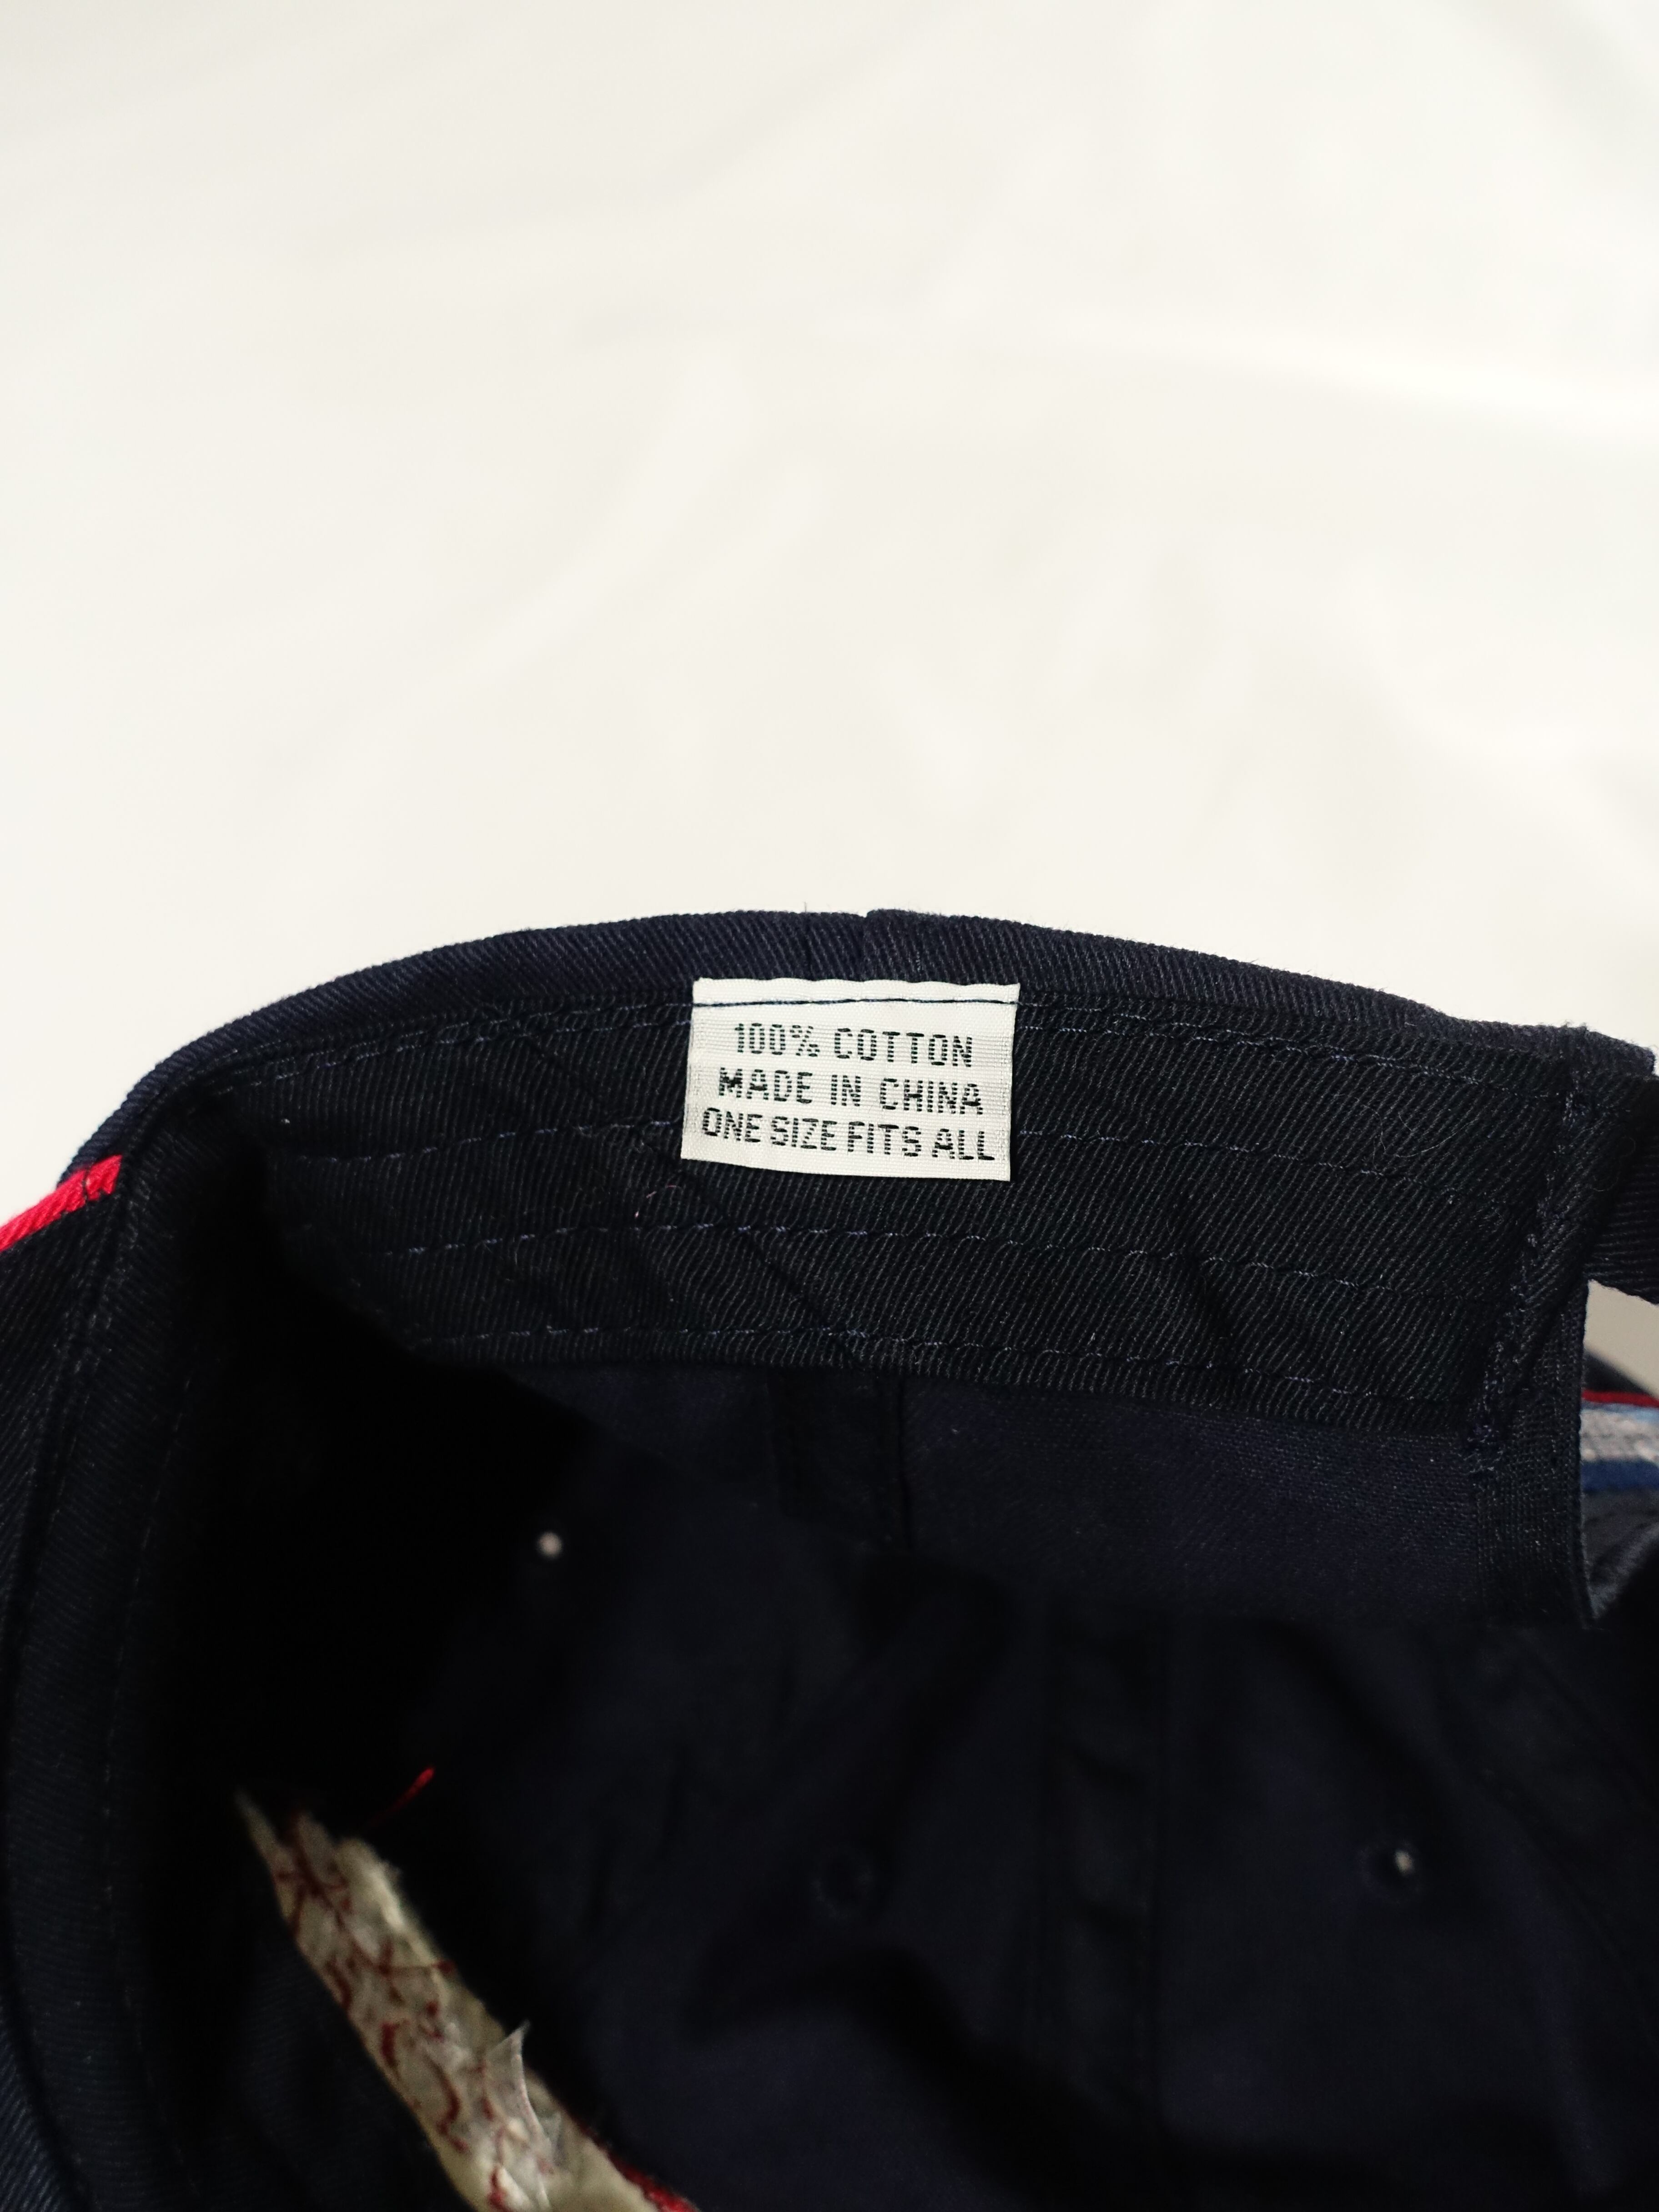 100% COTTON
MADE IN CHINA
ONE SIZE FITS ALL